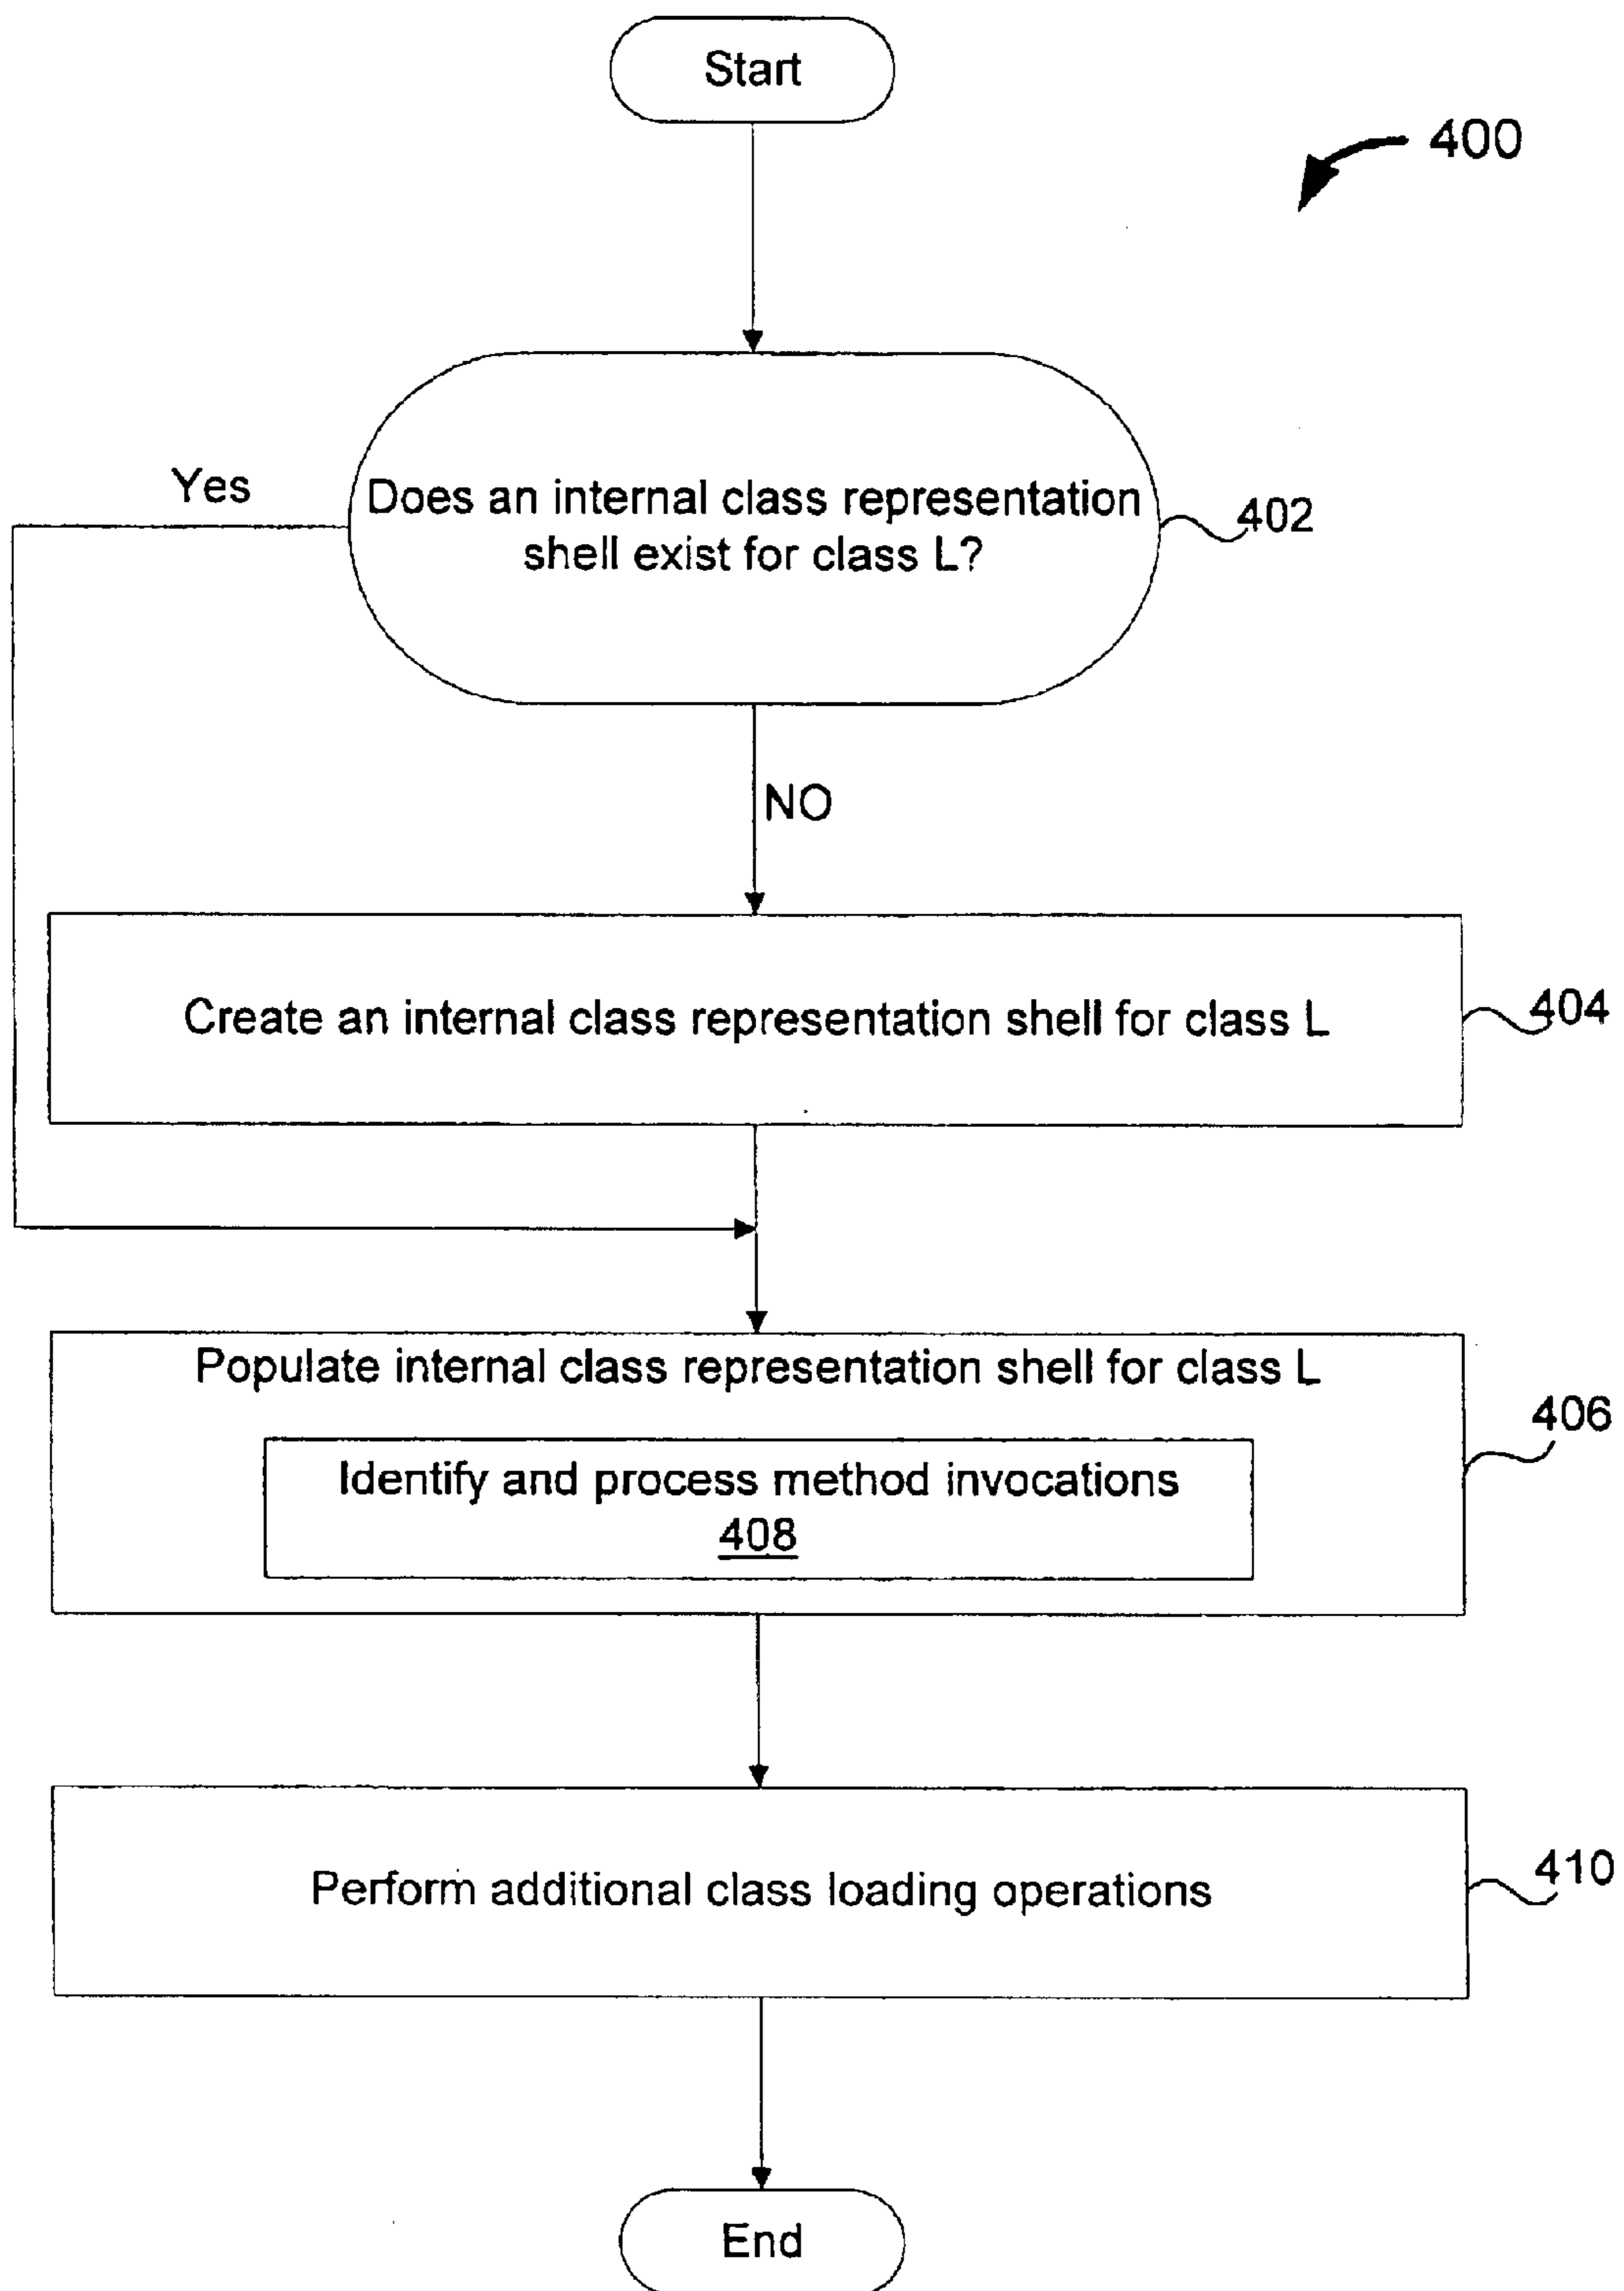 Start
400
Yes
Does an internal class representation
shell exist for class L?
402
NO
Create an internal class representation shell for class L
404
Populate internal class representation shell for class L
406
Identify and process method invocations
408
Perform additional class loading operations
410
End